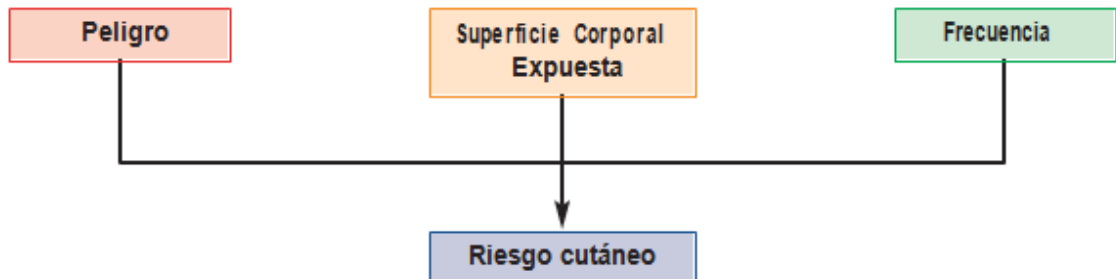 Peligro
Superficie Corporal
Expuesta
Frecuencia
Riesgo cutáneo